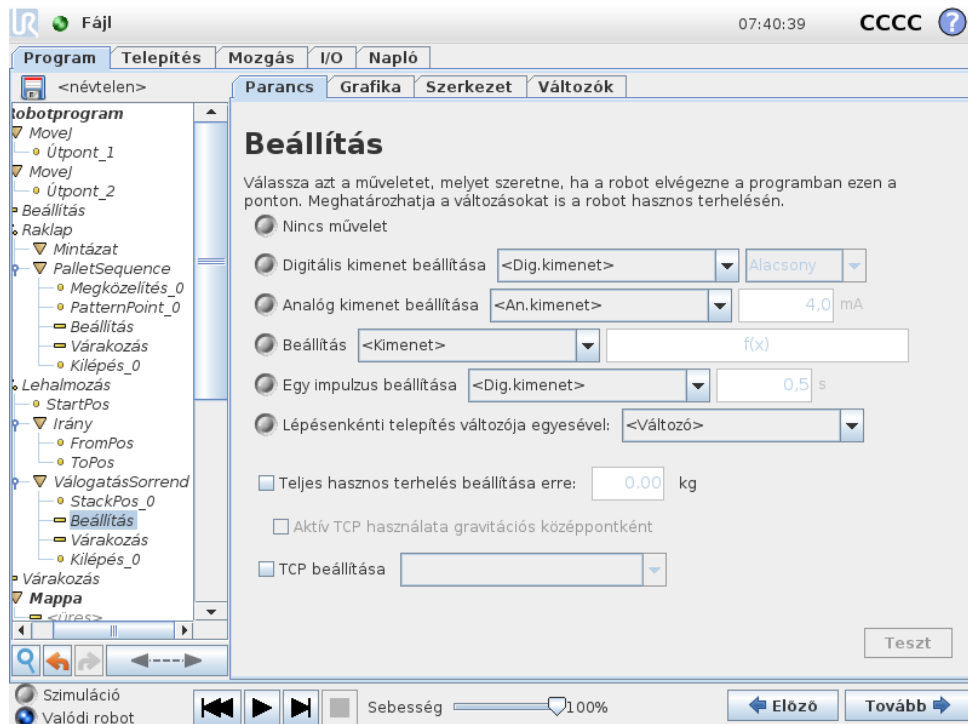 UR Fájl 07:40:39 CCCC ?
Program Telepítés Mozgás I/O Napló
<névtelen>
Parancs Grafika Szerkezet Változók
Robotprogram
MoveJ
Útpont_1
MoveJ
Útpont_2
Beállítás
Raklap
Mintázat
PalletSequence
Megközelítés_0
PatternPoint_0
Beállítás
Várakozás
Kilépés_0
Lehalmozás
StartPos
Irány
FromPos
ToPos
VálogatásSorrend
StackPos_0
Beállítás
Várakozás
Kilépés_0
Várakozás
Mappa
<üres>
Beállítás
Válassza azt a műveletet, melyet szeretne, ha a robot elvégezne a programban ezen a
ponton. Meghatározhatja a változásokat is a robot hasznos terhelésén.
Nincs művelet
Digitális kimenet beállítása <Dig.kimenet> Alacsony
Analóg kimenet beállítása <An.kimenet> 4,0 mA
Beállítás <Kimenet> f(x)
Egy impulzus beállítása <Dig.kimenet> 0,5 s
Lépésenkénti telepítés változója egyesével: <Változó>
Teljes hasznos terhelés beállítása erre: 0.00 kg
Aktív TCP használata gravitációs középpontként
TCP beállítása
Teszt
Szimuláció
Valódi robot
Sebesség 100%
Előző Tovább